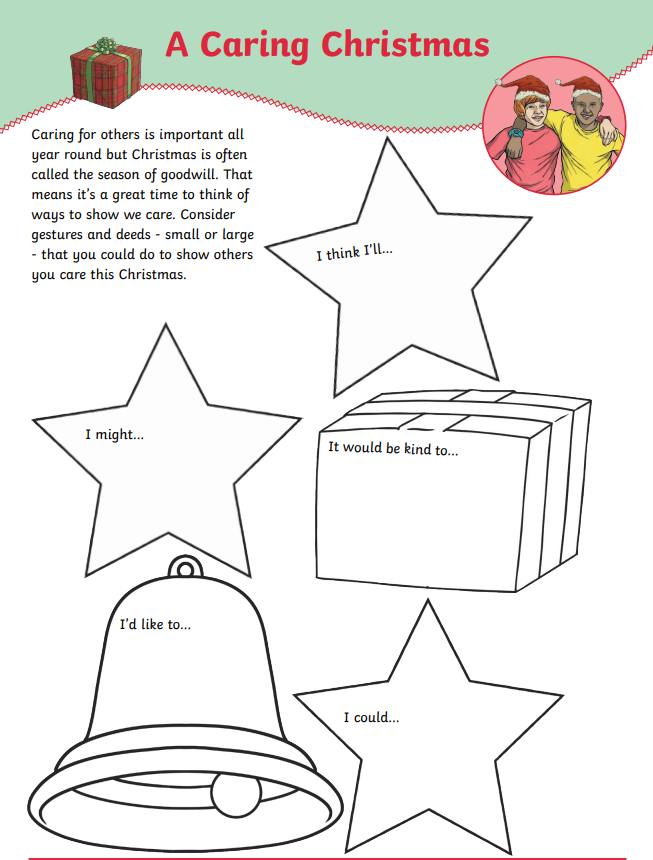 A Caring Christmas
Caring for others is important all
year round but Christmas is often
called the season of goodwill. That
means it's a great time to think of
ways to show we care. Consider
gestures and deeds - small or large
- that you could do to show others
you care this Christmas.
I think I'll...
I might...
It would be kind to...
I'd like to...
I could...